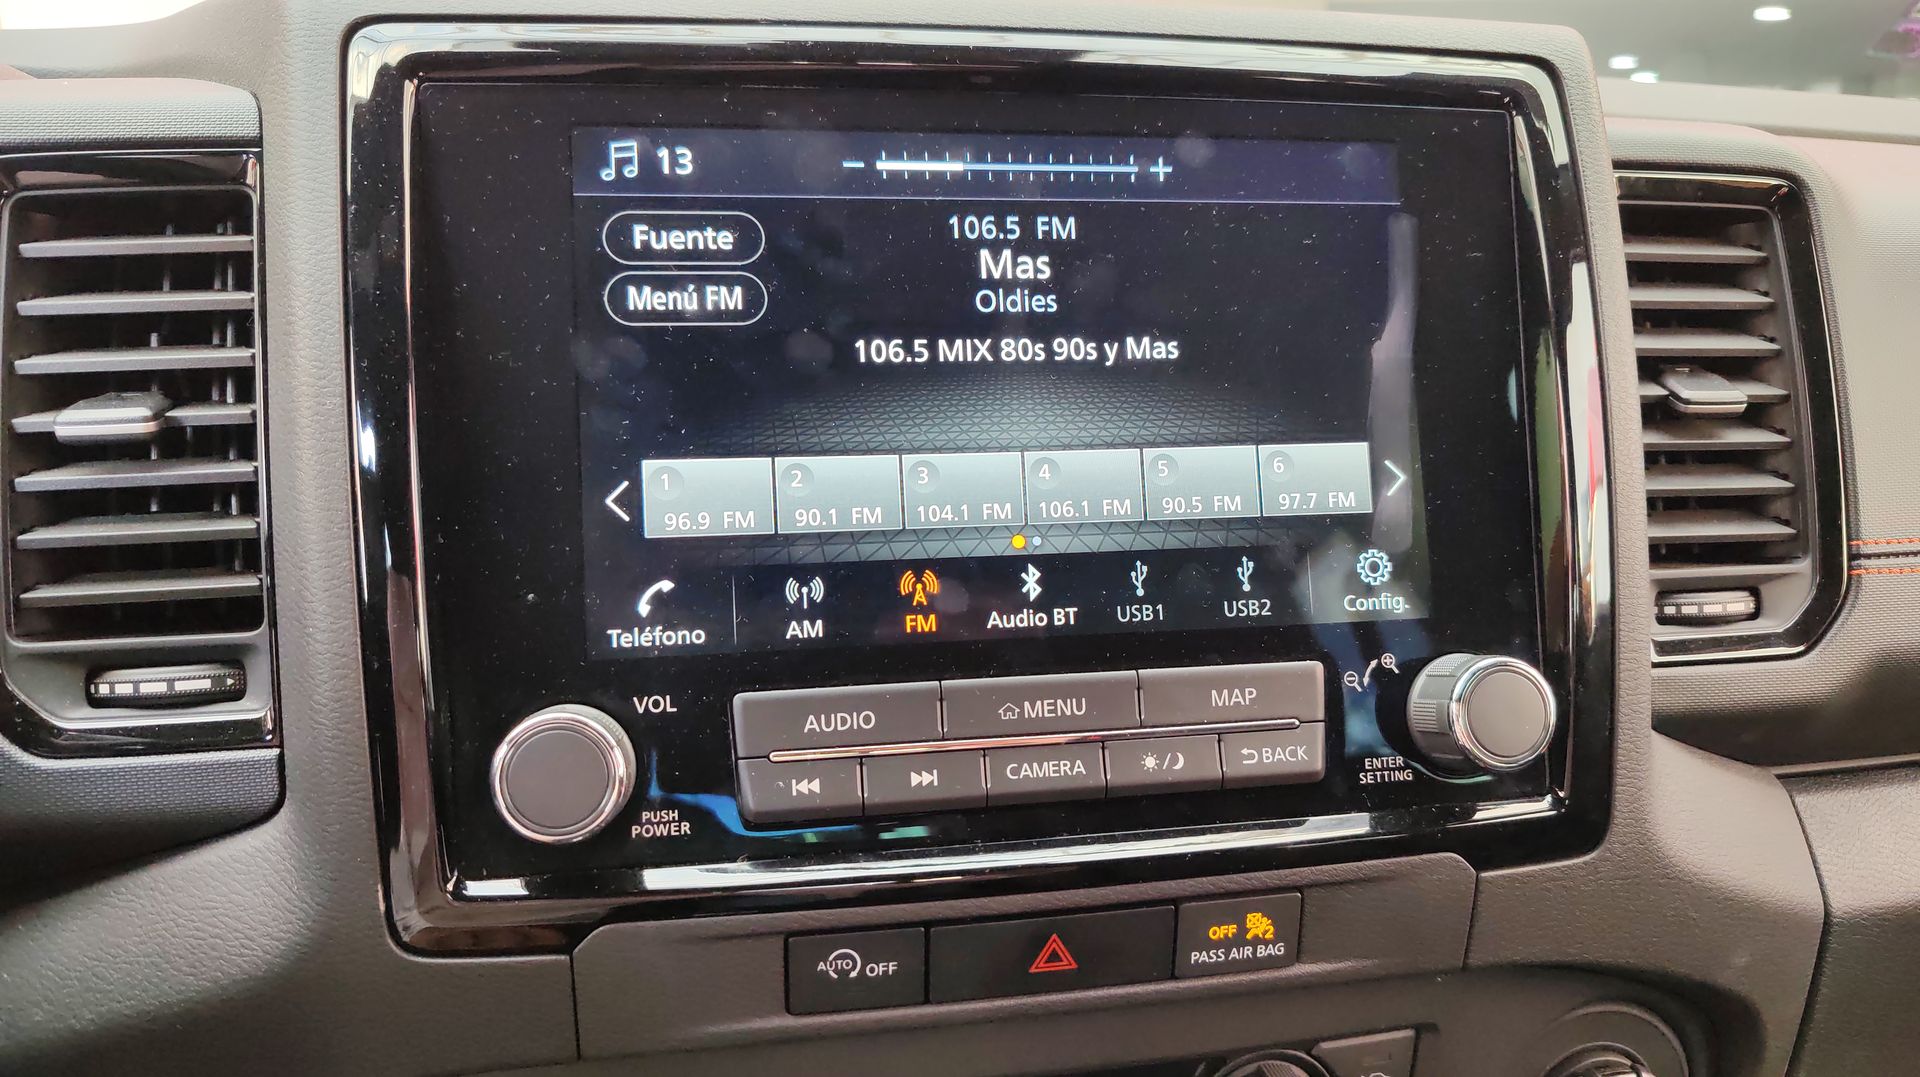 13
− +
Fuente
106.5 FM
Mas
Menú FM
Oldies
106.5 MIX 80s 90s y Mas
1 2 3 4 5 6
96.9 FM 90.1 FM 104.1 FM 106.1 FM 90.5 FM 97.7 FM
Teléfono AM FM Audio BT USB1 USB2 Config.
VOL
AUDIO MENU MAP
CAMERA BACK
ENTER
SETTING
PUSH
POWER
AUTO OFF
OFF 2
PASS AIR BAG